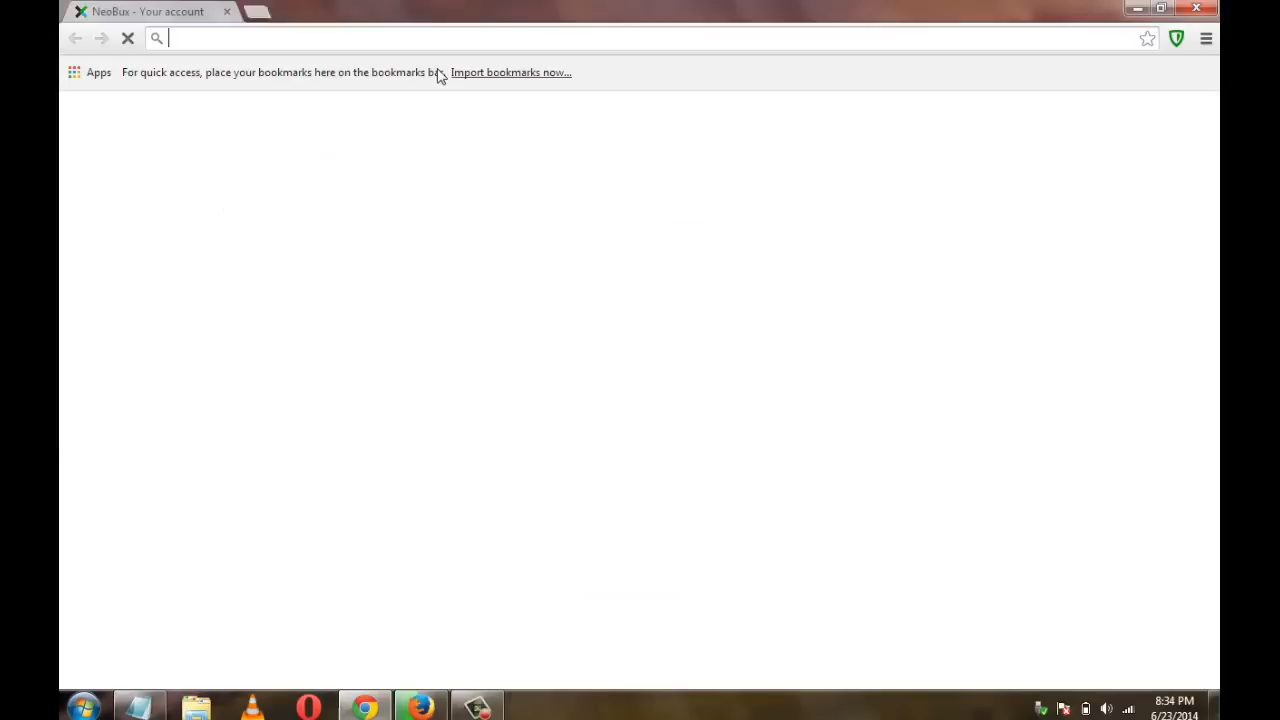 NeoBux - Your account
Apps For quick access, place your bookmarks here on the bookmarks Import bookmarks now...
8:34 PM
6/23/2014